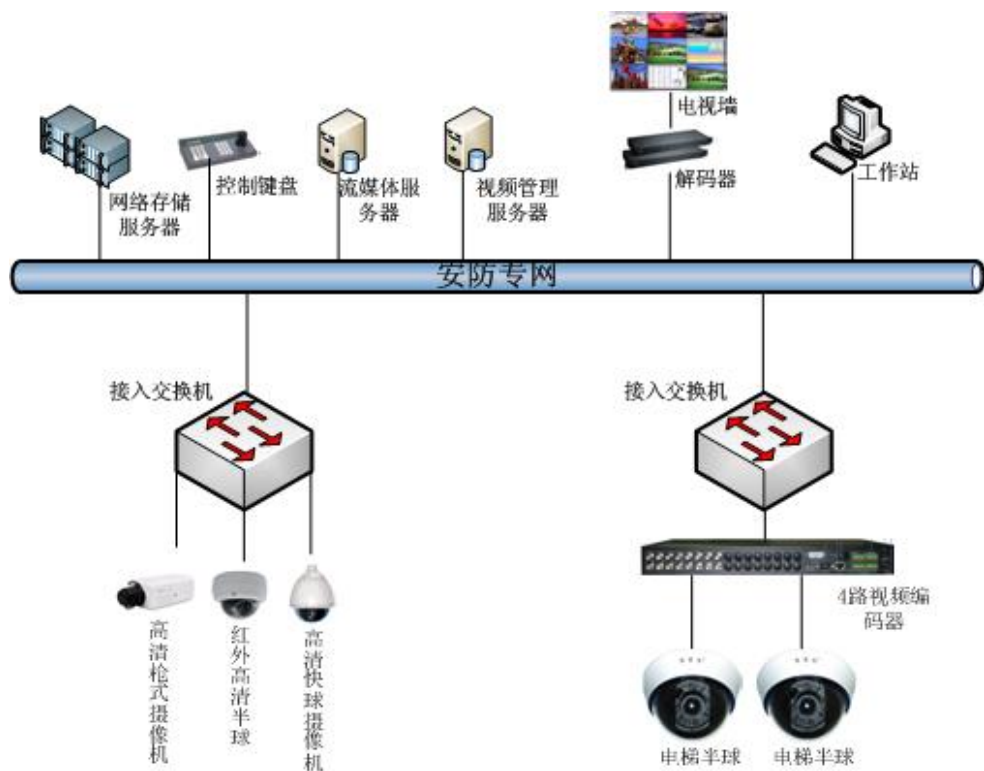 电视墙
网络存储
服务器
控制键盘
流媒体服
务器
视频管理
服务器
解码器
工作站
安防专网
接入交换机
接入交换机
4路视频编
码器
高清枪式摄像机
红外高清半球
高清快球摄像机
电梯半球
电梯半球